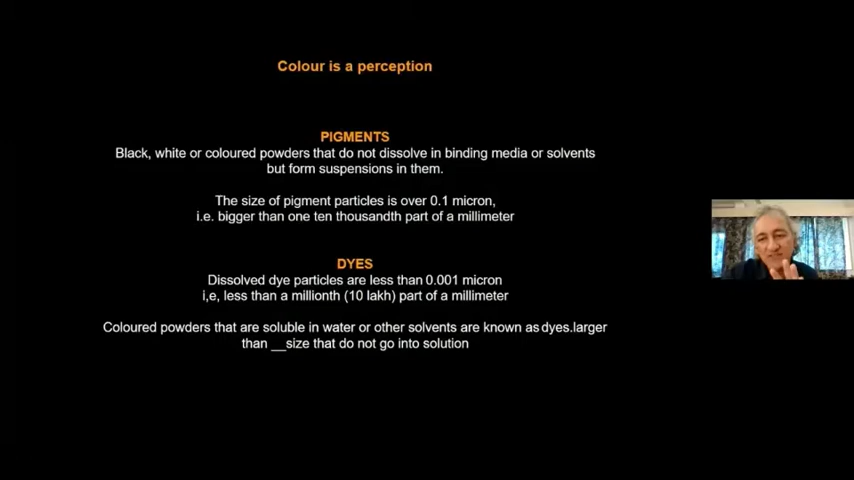 Colour is a perception
PIGMENTS
Black, white or coloured powders that do not dissolve in binding media or solvents
but form suspensions in them.
The size of pigment particles is over 0.1 micron,
i.e. bigger than one ten thousandth part of a millimeter
DYES
Dissolved dye particles are less than 0.001 micron
i,e, less than a millionth (10 lakh) part of a millimeter
Coloured powders that are soluble in water or other solvents are known as dyes.larger
than __size that do not go into solution